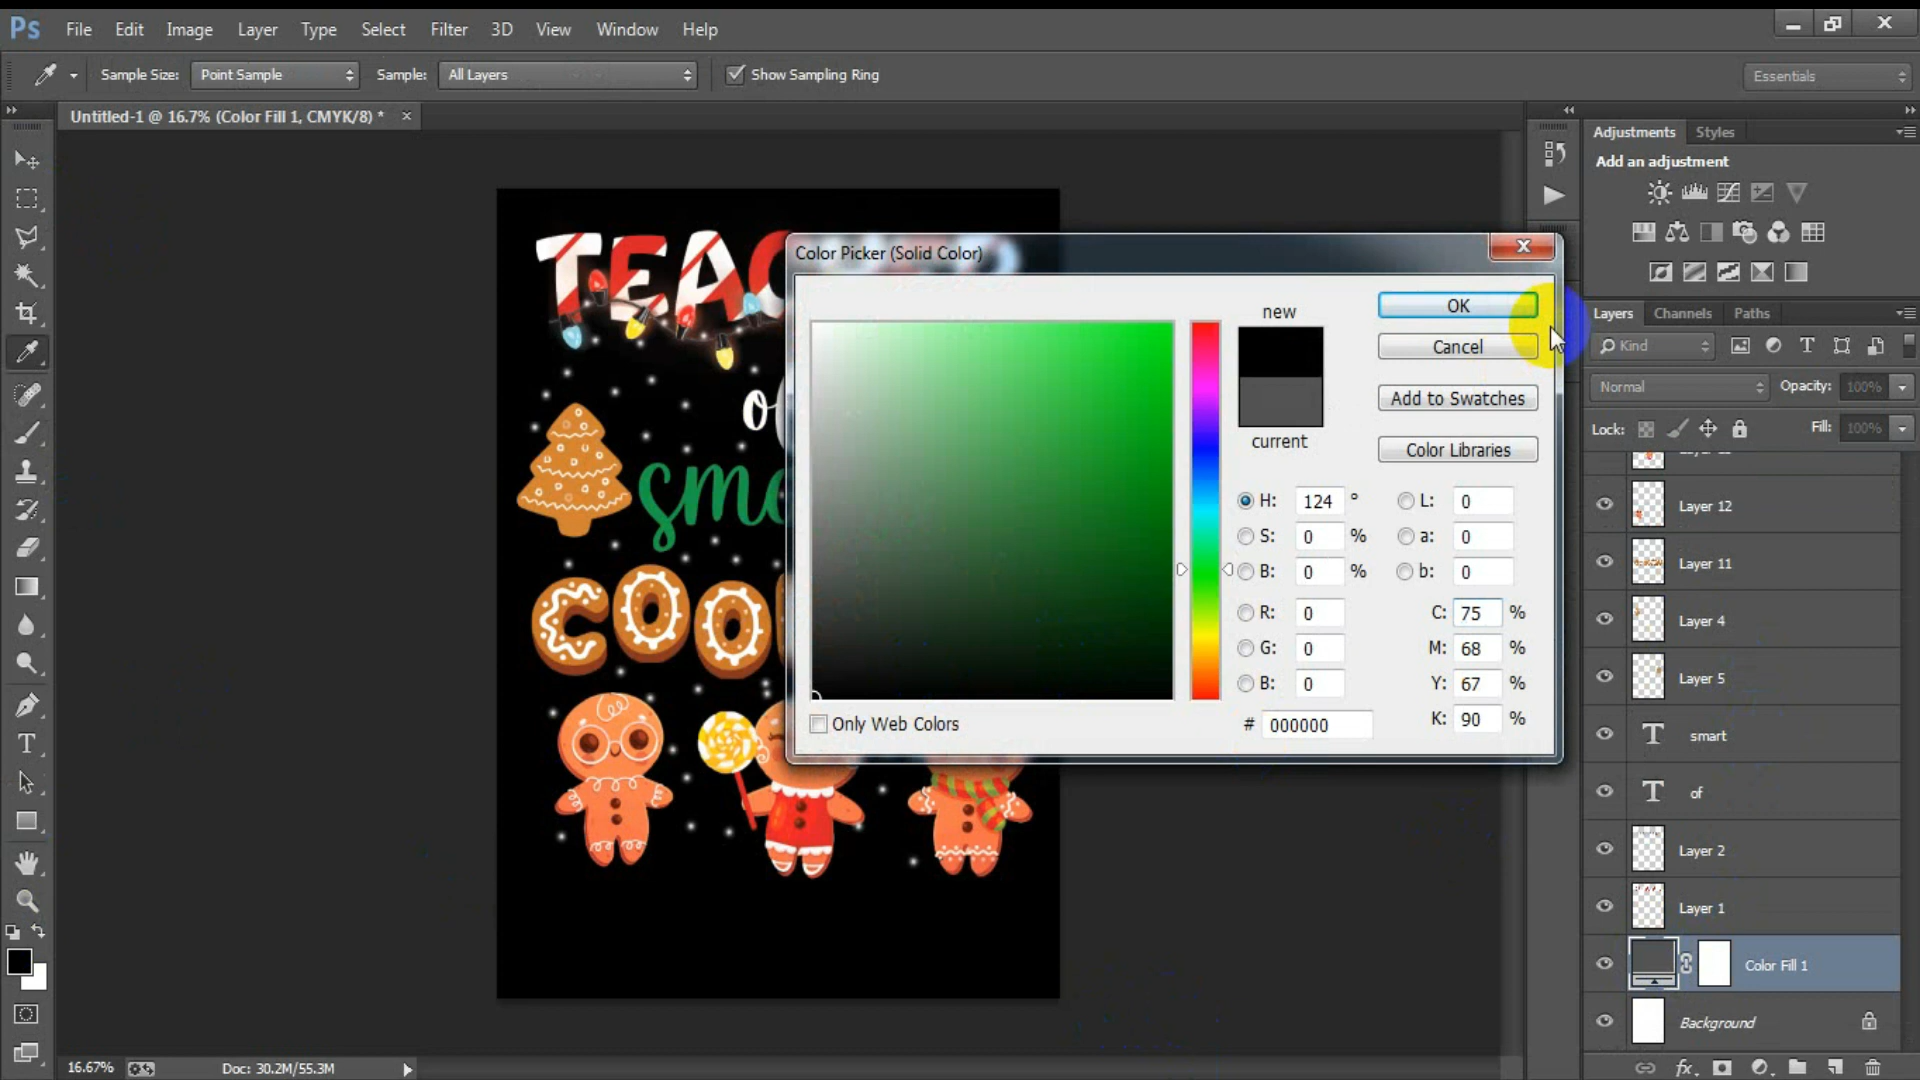 Ps File Edit Image Layer Type Select Filter 3D View Window Help
Sample Size: Point Sample Sample: All Layers Show Sampling Ring Essentials
Untitled-1 @ 16.7% (Color Fill 1, CMYK/8) * ×
Adjustments Styles
Add an adjustment
Color Picker (Solid Color)
new
OK
Cancel
Add to Swatches
current
Color Libraries
H: 124 ° L: 0
S: 0 % a: 0
B: 0 % b: 0
R: 0 C: 75 %
G: 0 M: 68 %
B: 0 Y: 67 %
# 000000 K: 90 %
Only Web Colors
TEAC
of
sma
COO
Layers Channels Paths
Kind
Normal Opacity: 100%
Lock: Fill: 100%
Layer 12
Layer 11
Layer 4
Layer 5
T smart
T of
Layer 2
Layer 1
Color Fill 1
Background
16.67% Doc: 30.2M/55.3M
fx